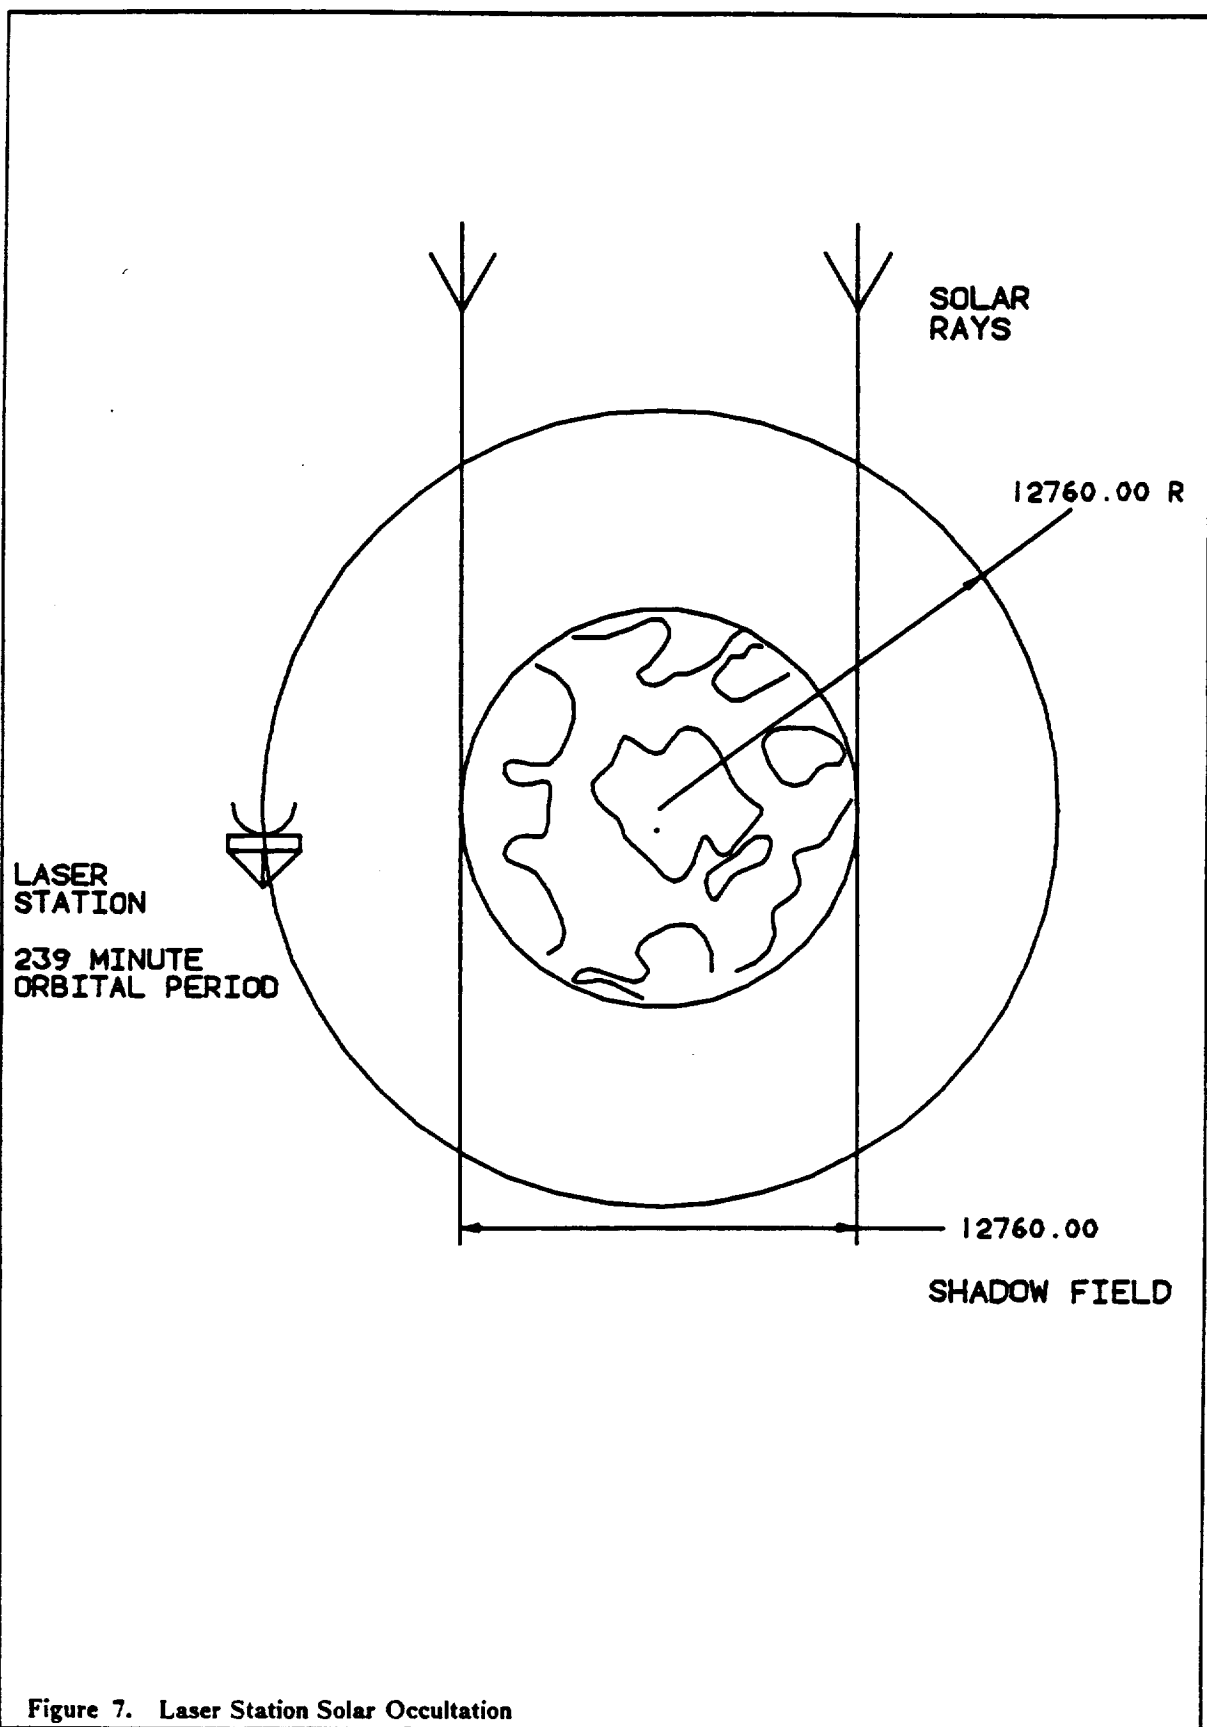 SOLAR
RAYS
12760.00 R
LASER
STATION
239 MINUTE
ORBITAL PERIOD
12760.00
SHADOW FIELD
Figure 7. Laser Station Solar Occultation